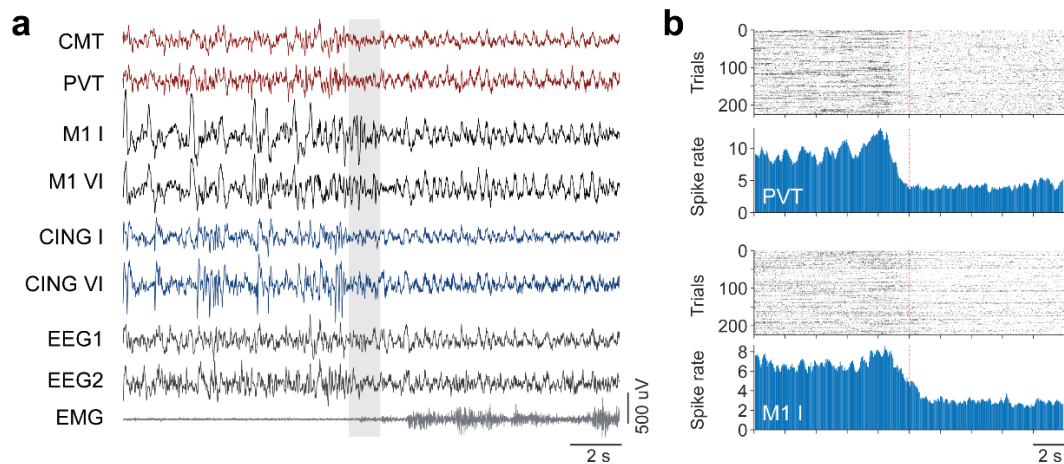 a
CMT
PVT
M1 I
M1 VI
CING I
CING VI
EEG1
EEG2
EMG
500 uV
2 s
b
Trials
0
100
200
Spike rate
10
5
0
PVT
Trials
0
100
200
Spike rate
8
6
4
2
0
M1 I
2 s